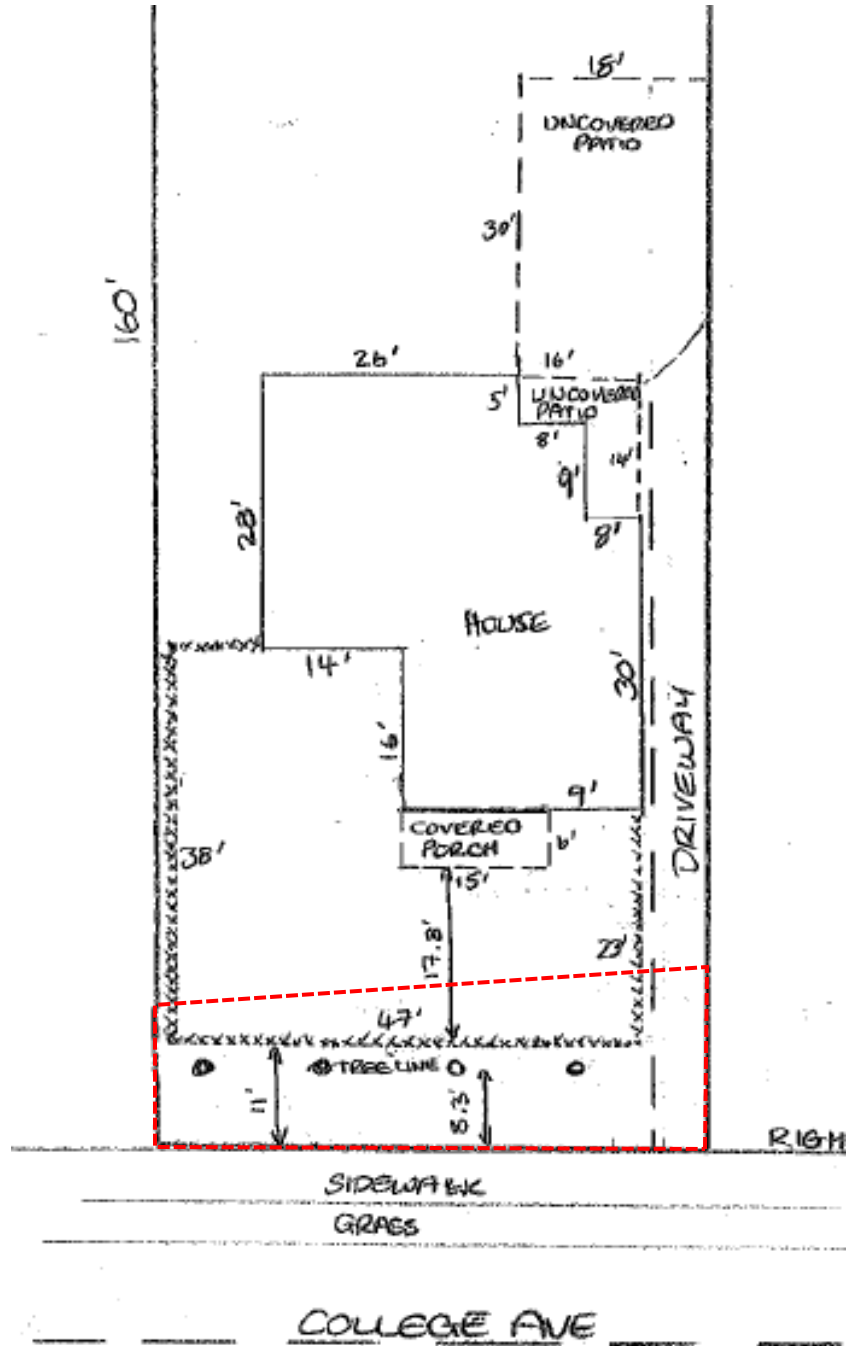 18'
UNCOVERED
PATIO
30'
160'
26'
16'
5'
UNCOVERED
PATIO
8'
14'
9'
8'
28'
HOUSE
14'
30'
16'
DRIVEWAY
9'
COVERED
PORCH
6'
15'
38'
17.8'
23'
47'
TREE LINE
11'
8.3'
RIGH
SIDEWALK
GRASS
COLLEGE AVE